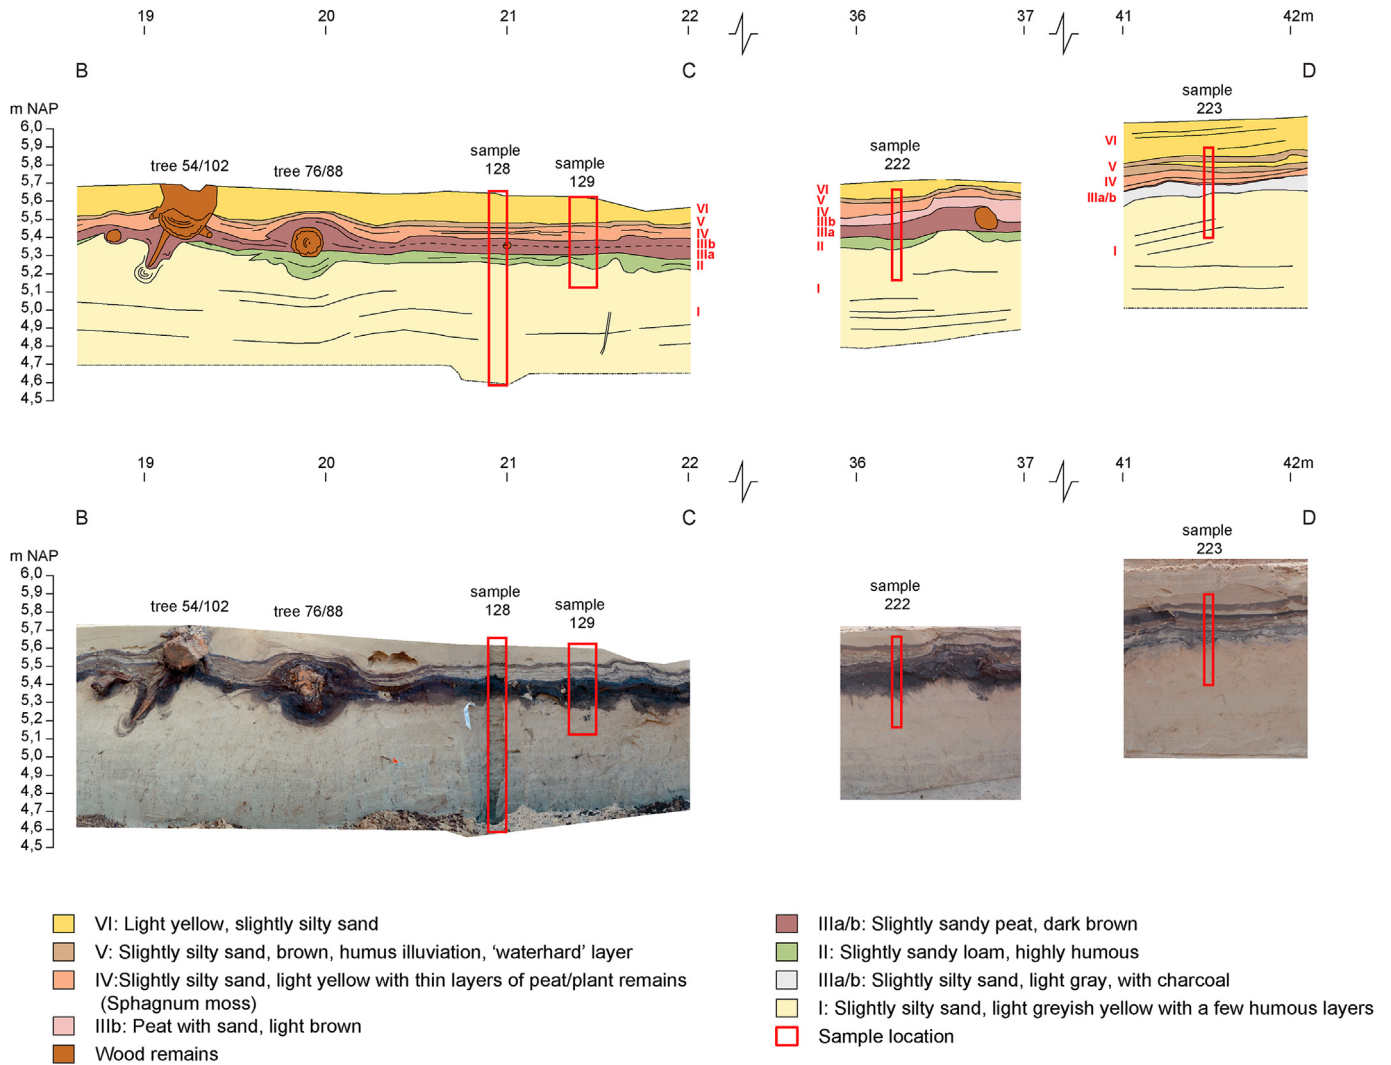 19 20 21 22 36 37 41 42m
B C D
m NAP
sample
223
6,0
5,9
5,8
5,7
5,6
5,5
5,4
5,3
5,2
5,1
5,0
4,9
4,8
4,7
4,6
4,5
tree 54/102
tree 76/88
sample
128
sample
129
VI
V
IV
IIIb
IIIa
II
I
sample
222
VI
V
IV
IIIb
IIIa
II
I
VI
V
IV
IIIa/b
I
19 20 21 22 36 37 41 42m
B C D
m NAP
sample
223
6,0
5,9
5,8
5,7
5,6
5,5
5,4
5,3
5,2
5,1
5,0
4,9
4,8
4,7
4,6
4,5
tree 54/102
tree 76/88
sample
128
sample
129
sample
222
VI: Light yellow, slightly silty sand
V: Slightly silty sand, brown, humus illuviation, ‘waterhard’ layer
IV:Slightly silty sand, light yellow with thin layers of peat/plant remains
(Sphagnum moss)
IIIb: Peat with sand, light brown
Wood remains
IIIa/b: Slightly sandy peat, dark brown
II: Slightly sandy loam, highly humous
IIIa/b: Slightly silty sand, light gray, with charcoal
I: Slightly silty sand, light greyish yellow with a few humous layers
Sample location